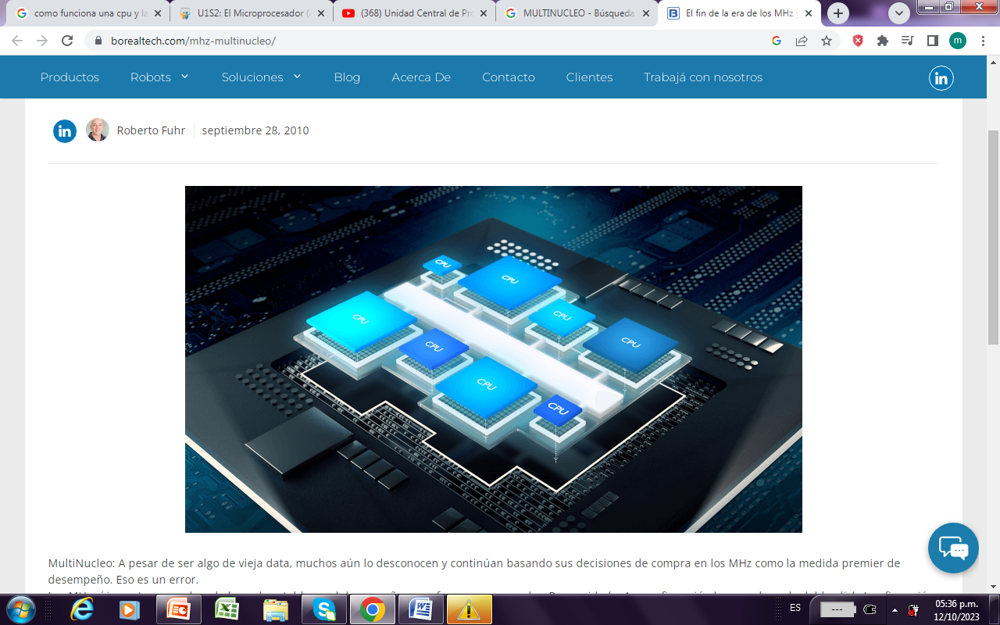 como funciona una cpu y la
U1S2: El Microprocesador (
(368) Unidad Central de Pro
MULTINUCLEO - Búsqueda
El fin de la era de los MHz y
borealtech.com/mhz-multinucleo/
m
Productos Robots Soluciones Blog Acerca De Contacto Clientes Trabajá con nosotros
in
in Roberto Fuhr septiembre 28, 2010
CPU
CPU
CPU
CPU
CPU
CPU
CPU
CPU
MultiNucleo: A pesar de ser algo de vieja data, muchos aún lo desconocen y continúan basando sus decisiones de compra en los MHz como la medida premier de
desempeño. Eso es un error.
ES
05:36 p.m.
12/10/2023